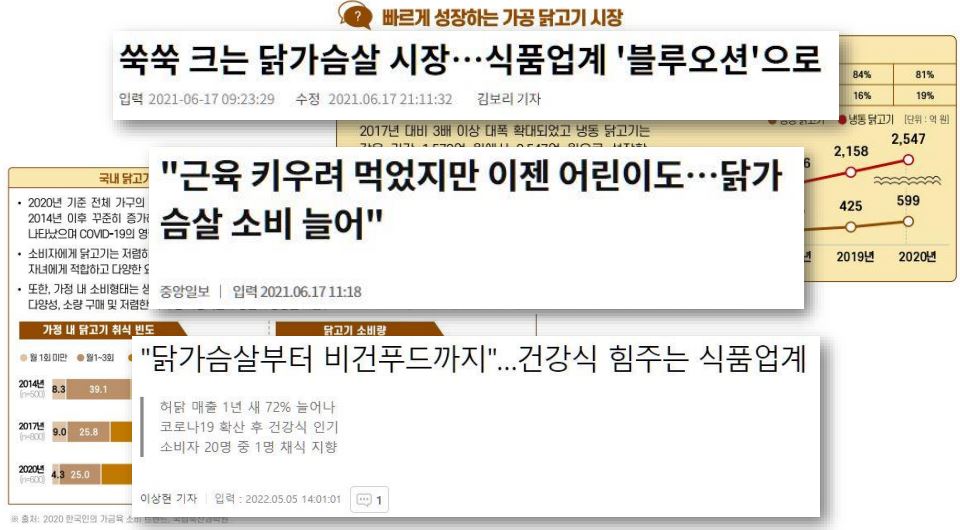 빠르게 성장하는 가공 닭고기 시장
쑥쑥 크는 닭가슴살 시장…식품업계 '블루오션'으로
입력 2021-06-17 09:23:29 수정 2021.06.17 21:11:32 김보리 기자
84% 81%
16% 19%
냉동 닭고기 [단위 : 억 원]
2017년 대비 3배 이상 대폭 확대되었고 냉동 닭고기는
2,158 2,547
425 599
2019년 2020년
"근육 키우려 먹었지만 이젠 어린이도…닭가
슴살 소비 늘어"
중앙일보 | 입력 2021.06.17 11:18
국내 닭고기
• 2020년 기준 전체 가구의
2014년 이후 꾸준히 증가
나타났으며 COVID-19의
• 소비자에게 닭고기는 저렴하
자녀에게 적합하고 다양한
• 또한, 가정 내 소비형태는
다양성, 소량 구매 및 저렴한
가정 내 닭고기 취식 빈도 닭고기 소비량
월 1회 미만 월1~3회
2014년 8.3 39.1
(n=500)
2017년 9.0 25.8
(n=800)
2020년 4.3 25.0
(n=600)
"닭가슴살부터 비건푸드까지"...건강식 힘주는 식품업계
허닭 매출 1년 새 72% 늘어나
코로나19 확산 후 건강식 인기
소비자 20명 중 1명 채식 지향
이상현 기자 입력 : 2022.05.05 14:01:01 1
※ 출처: 2020 한국인의 가금육 소비